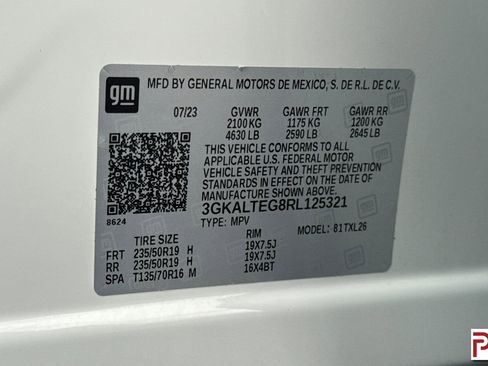 gm
MFD BY GENERAL MOTORS DE MEXICO, S. DE R.L. DE C.V.
07/23 GVWR GAWR FRT GAWR RR
2100 KG 1175 KG 1200 KG
4630 LB 2590 LB 2645 LB
THIS VEHICLE CONFORMS TO ALL
APPLICABLE U.S. FEDERAL MOTOR
VEHICLE SAFETY AND THEFT PREVENTION
STANDARDS IN EFFECT ON THE DATE OF
MANUFACTURE SHOWN ABOVE.
3GKALTEG8RL125321
8624 TYPE: MPV MODEL: 81TXL26
TIRE SIZE RIM
FRT 235/50R19 H 19X7.5J
RR 235/50R19 H 19X7.5J
SPA T135/70R16 M 16X4BT
P